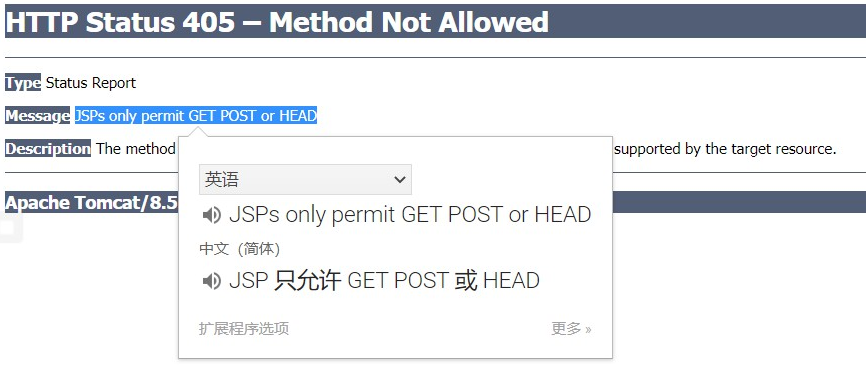 HTTP Status 405 – Method Not Allowed
Type Status Report
Message JSPs only permit GET POST or HEAD
Description The method
supported by the target resource.
英语
JSPs only permit GET POST or HEAD
中文（简体）
JSP 只允许 GET POST 或 HEAD
扩展程序选项
更多 »
Apache Tomcat/8.5